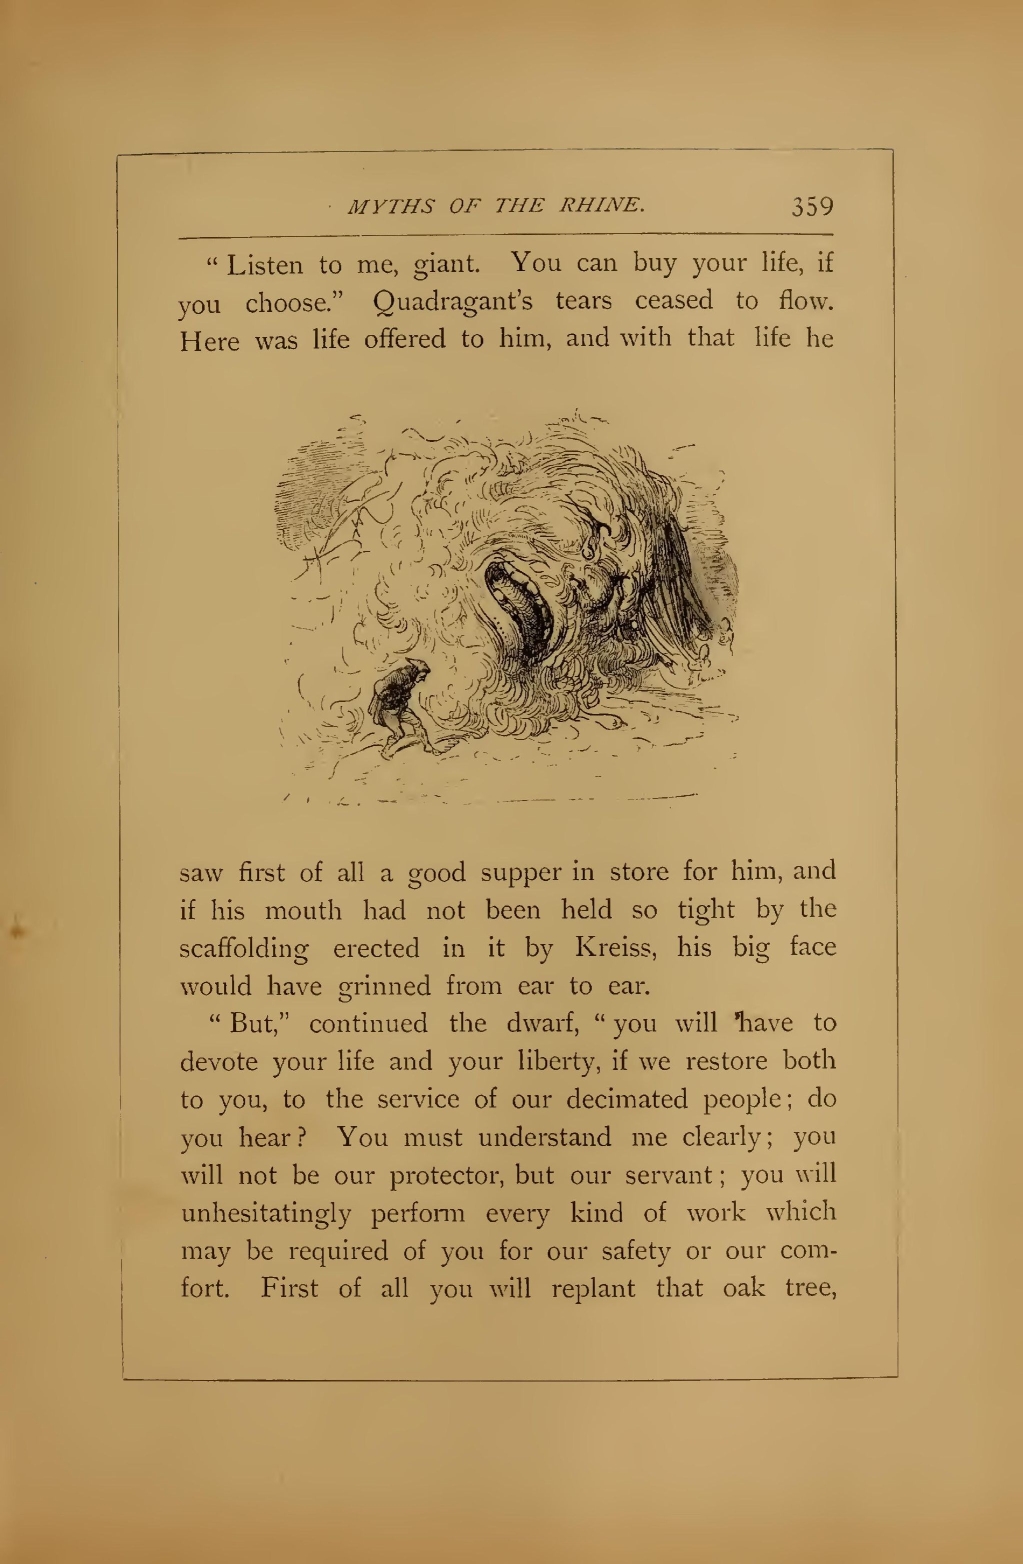 MYTHS OF THE RHINE. 359
“ Listen to me, giant. You can buy your life, if
you choose.” Quadragant’s tears ceased to flow.
Here was life offered to him, and with that life he
saw first of all a good supper in store for him, and
if his mouth had not been held so tight by the
scaffolding erected in it by Kreiss, his big face
would have grinned from ear to ear.
“ But,” continued the dwarf, “ you will have to
devote your life and your liberty, if we restore both
to you, to the service of our decimated people; do
you hear? You must understand me clearly; you
will not be our protector, but our servant; you will
unhesitatingly perform every kind of work which
may be required of you for our safety or our com-
fort. First of all you will replant that oak tree,